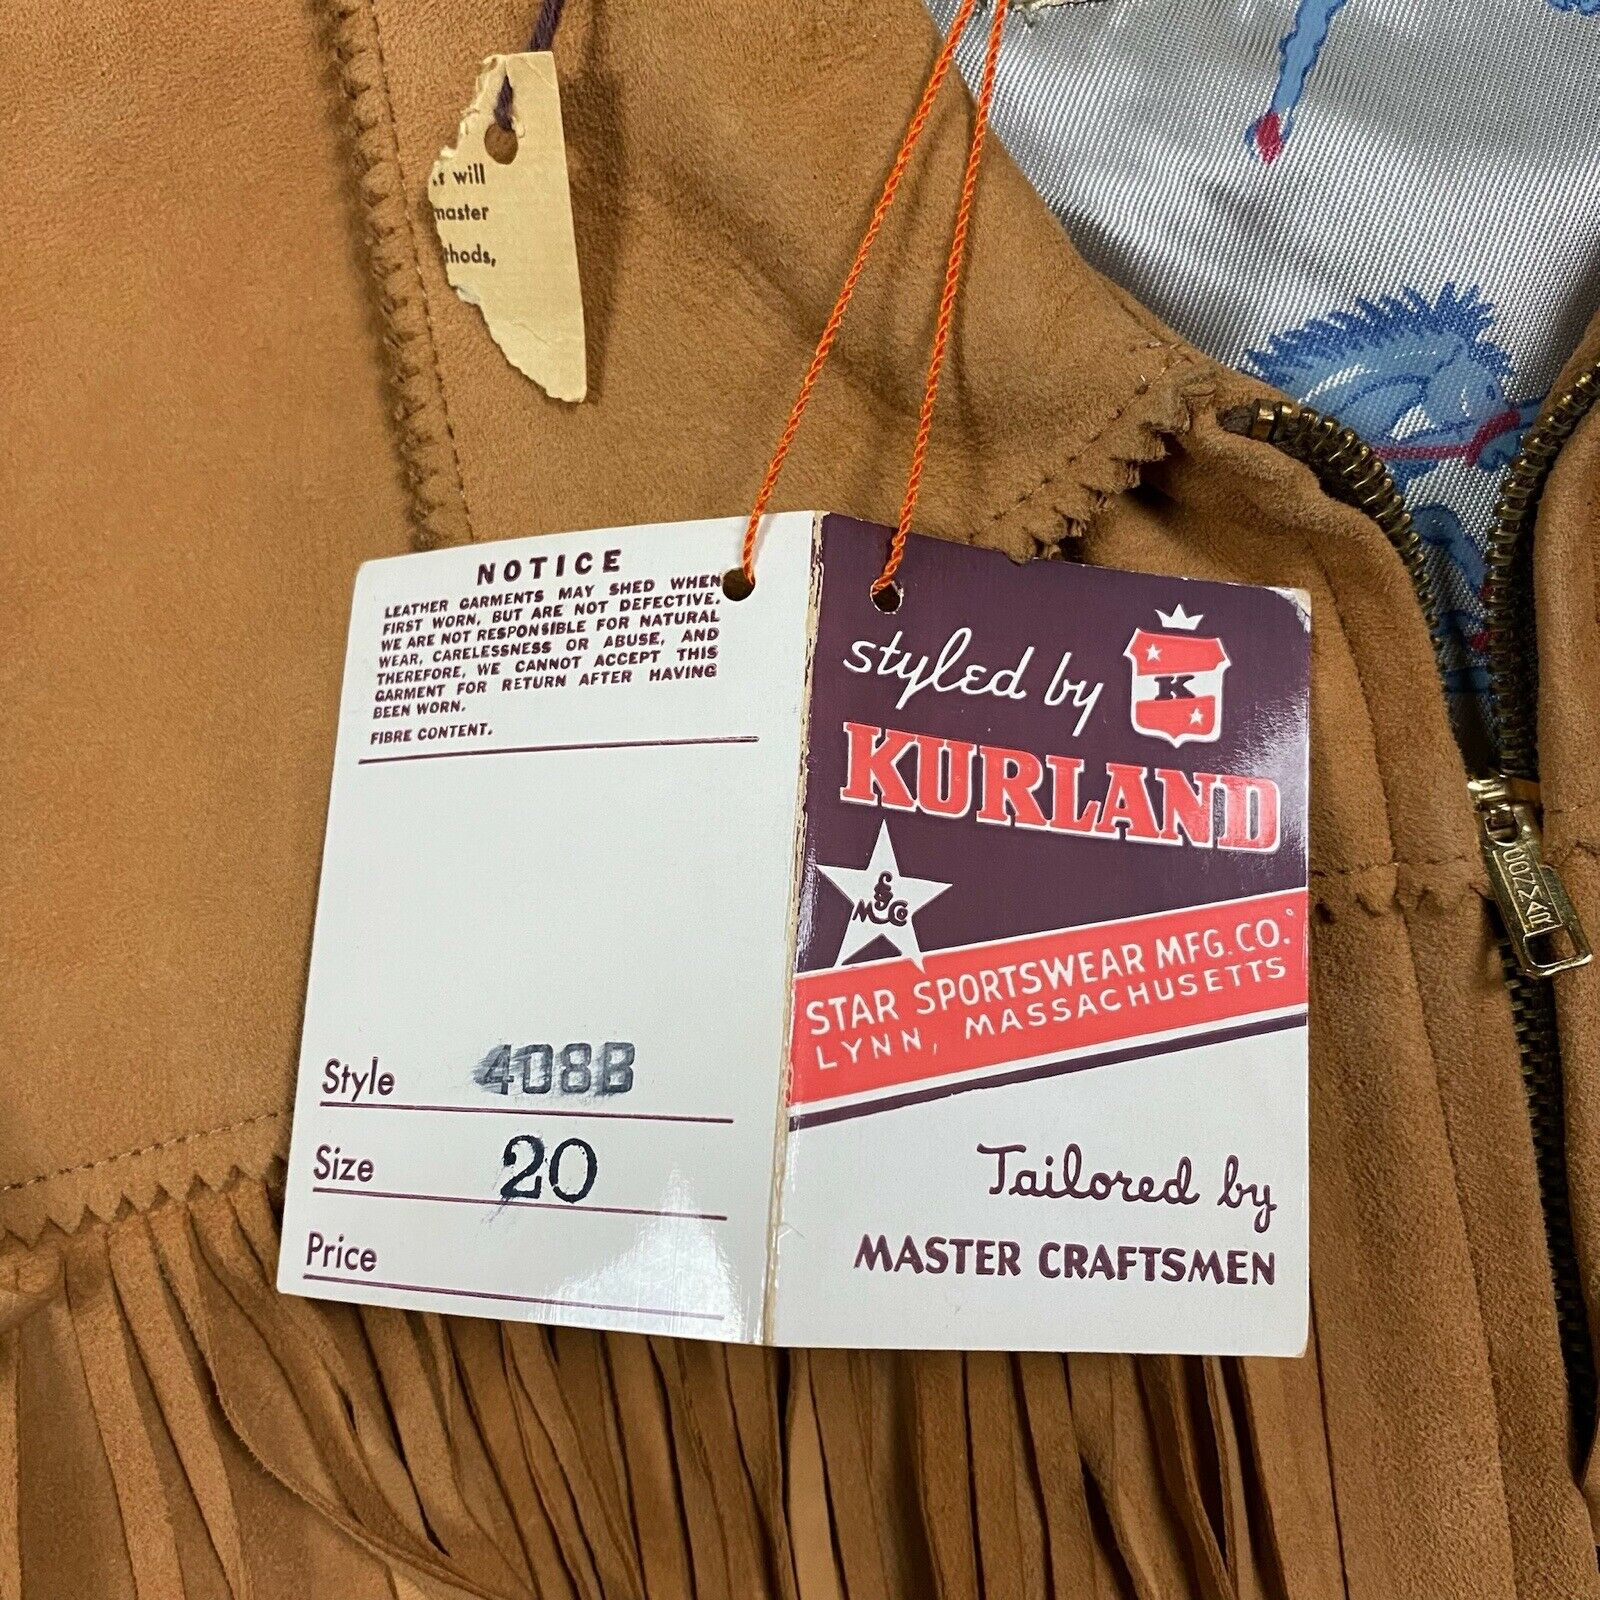 will
master
thods,
NOTICE
LEATHER GARMENTS MAY SHED WHEN
FIRST WORN, BUT ARE NOT DEFECTIVE.
WE ARE NOT RESPONSIBLE FOR NATURAL
WEAR, CARELESSNESS OR ABUSE, AND
THEREFORE, WE CANNOT ACCEPT THIS
GARMENT FOR RETURN AFTER HAVING
BEEN WORN.
FIBRE CONTENT.
Style 408B
Size 20
Price
styled by
K
KURLAND
S M & Co
STAR SPORTSWEAR MFG. CO.
LYNN, MASSACHUSETTS
Tailored by
MASTER CRAFTSMEN